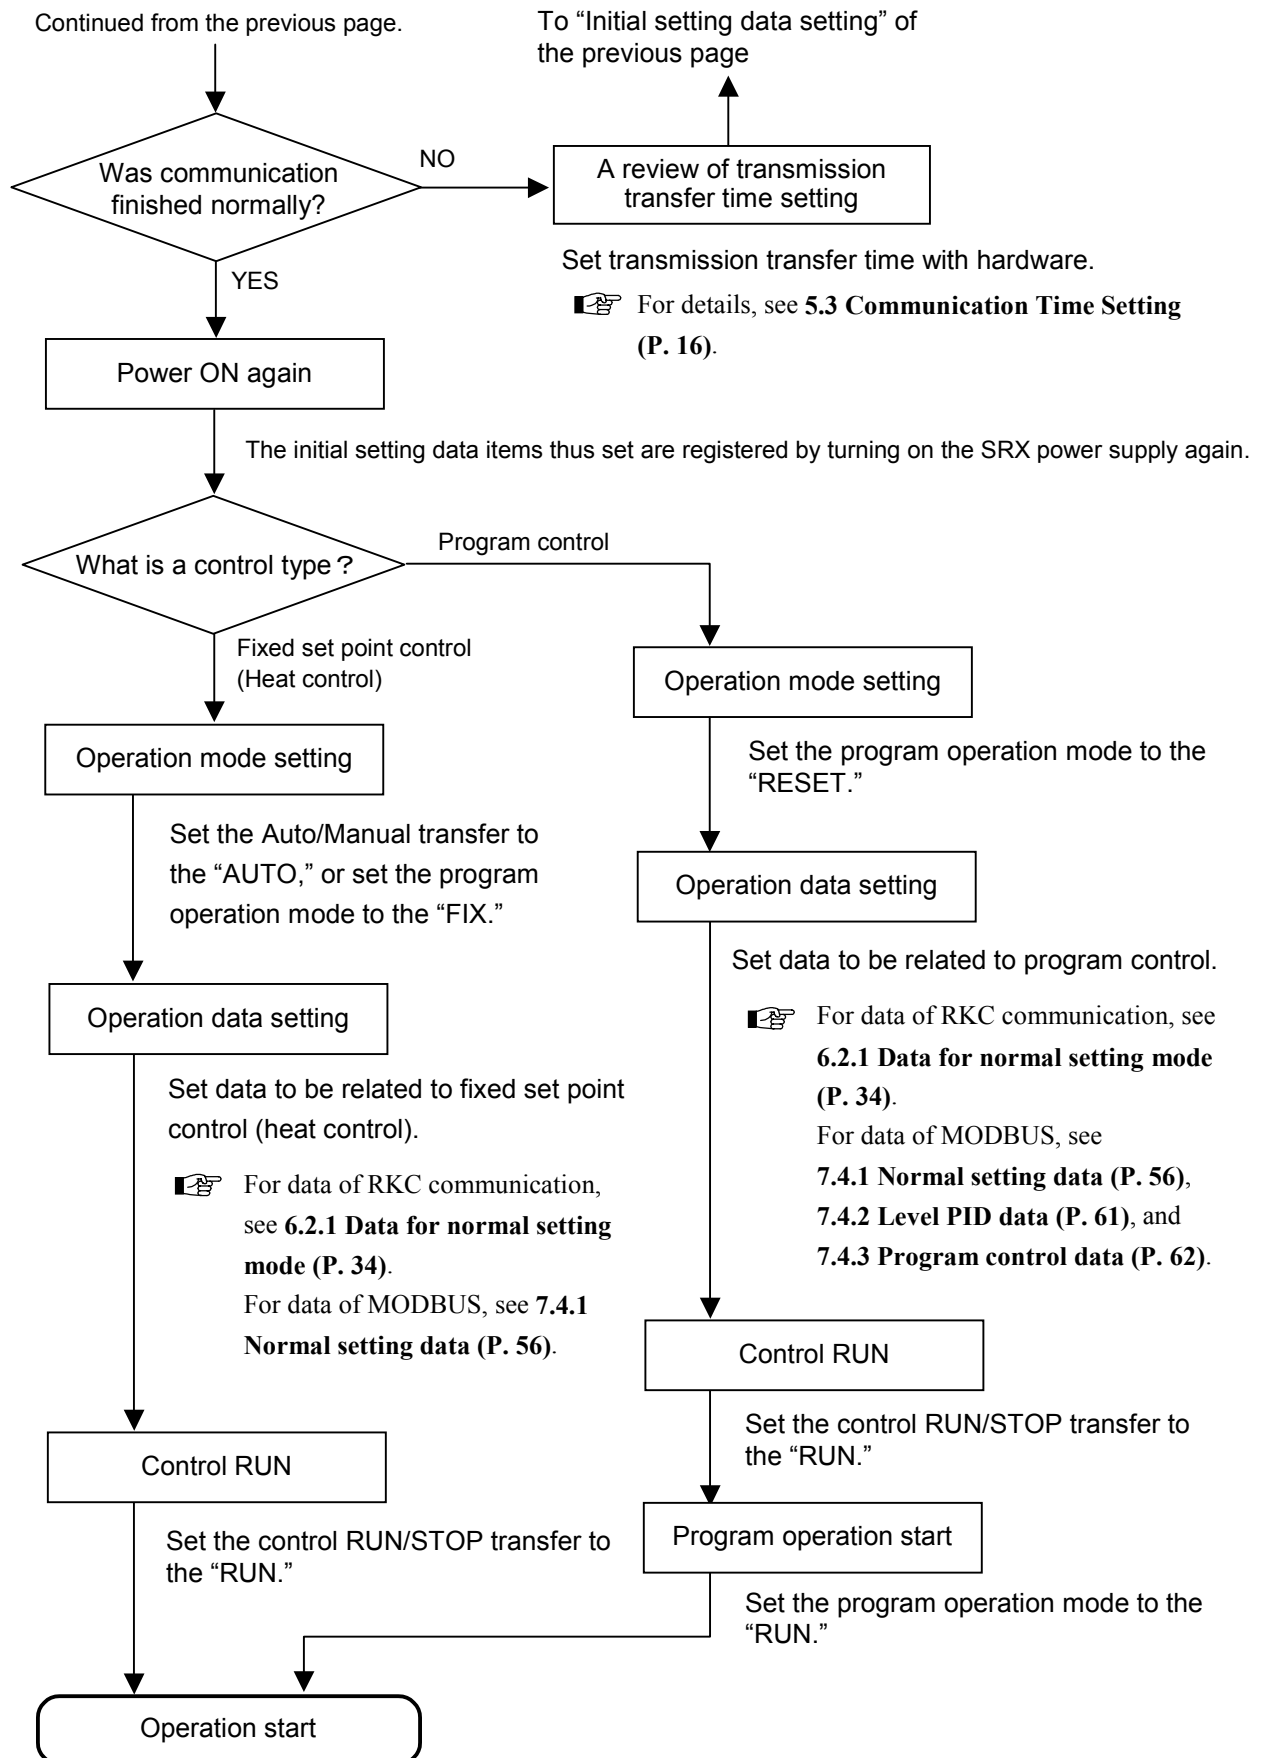 Continued from the previous page.
To “Initial setting data setting” of
the previous page
Was communication
finished normally?
NO
A review of transmission
transfer time setting
Set transmission transfer time with hardware.
For details, see 5.3 Communication Time Setting
(P. 16).
YES
Power ON again
The initial setting data items thus set are registered by turning on the SRX power supply again.
What is a control type ?
Program control
Fixed set point control
(Heat control)
Operation mode setting
Set the Auto/Manual transfer to
the “AUTO,” or set the program
operation mode to the “FIX.”
Operation data setting
Set data to be related to fixed set point
control (heat control).
For data of RKC communication,
see 6.2.1 Data for normal setting
mode (P. 34).
For data of MODBUS, see 7.4.1
Normal setting data (P. 56).
Control RUN
Set the control RUN/STOP transfer to
the “RUN.”
Operation mode setting
Set the program operation mode to the
“RESET.”
Operation data setting
Set data to be related to program control.
For data of RKC communication, see
6.2.1 Data for normal setting mode
(P. 34).
For data of MODBUS, see
7.4.1 Normal setting data (P. 56),
7.4.2 Level PID data (P. 61), and
7.4.3 Program control data (P. 62).
Control RUN
Set the control RUN/STOP transfer to
the “RUN.”
Program operation start
Set the program operation mode to the
“RUN.”
Operation start